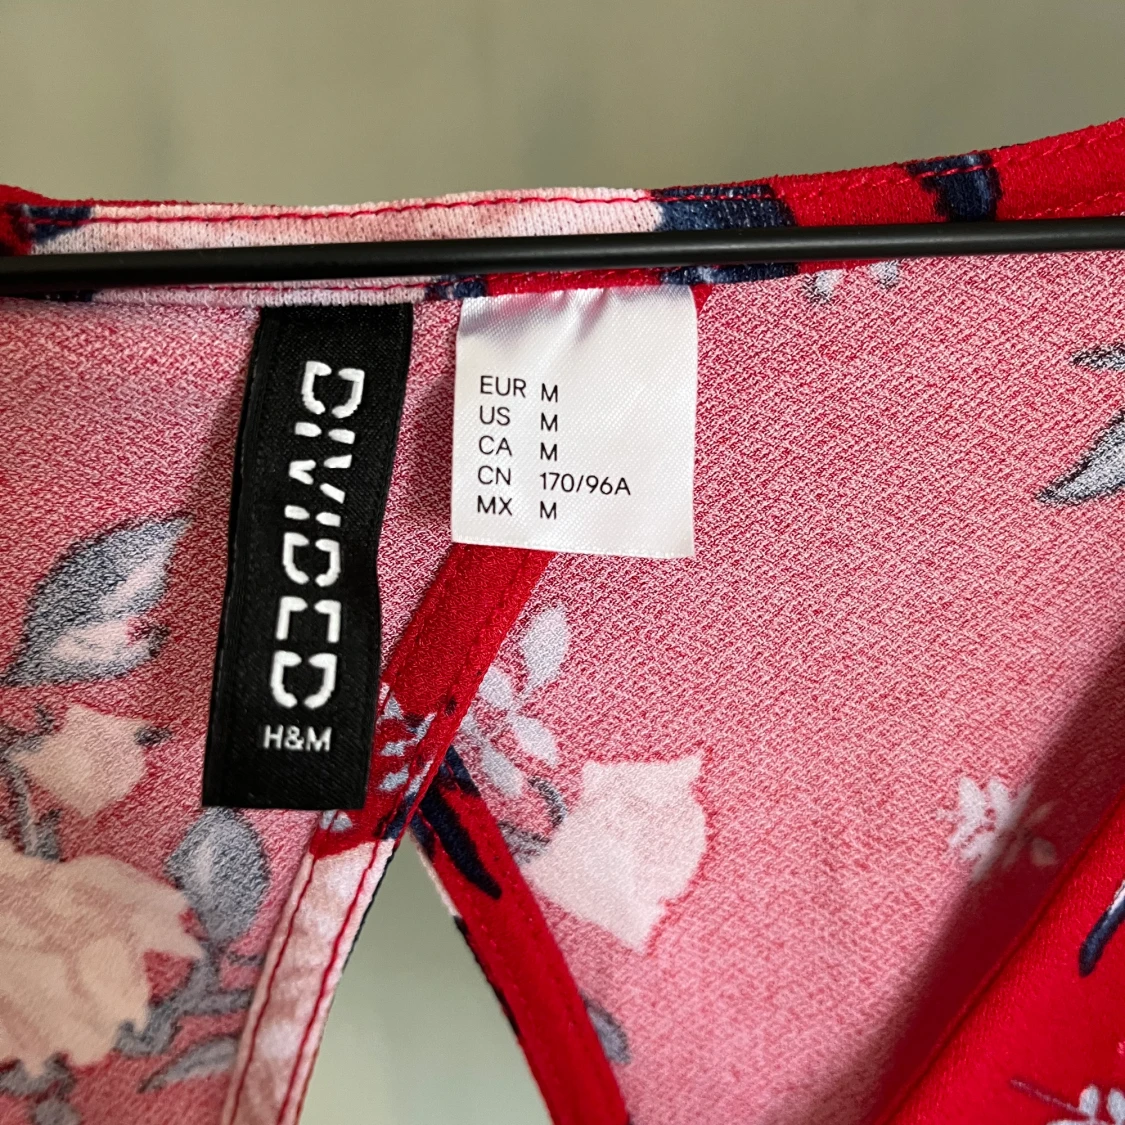 DIVIDED
H&M
EUR M
US M
CA M
CN 170/96A
MX M